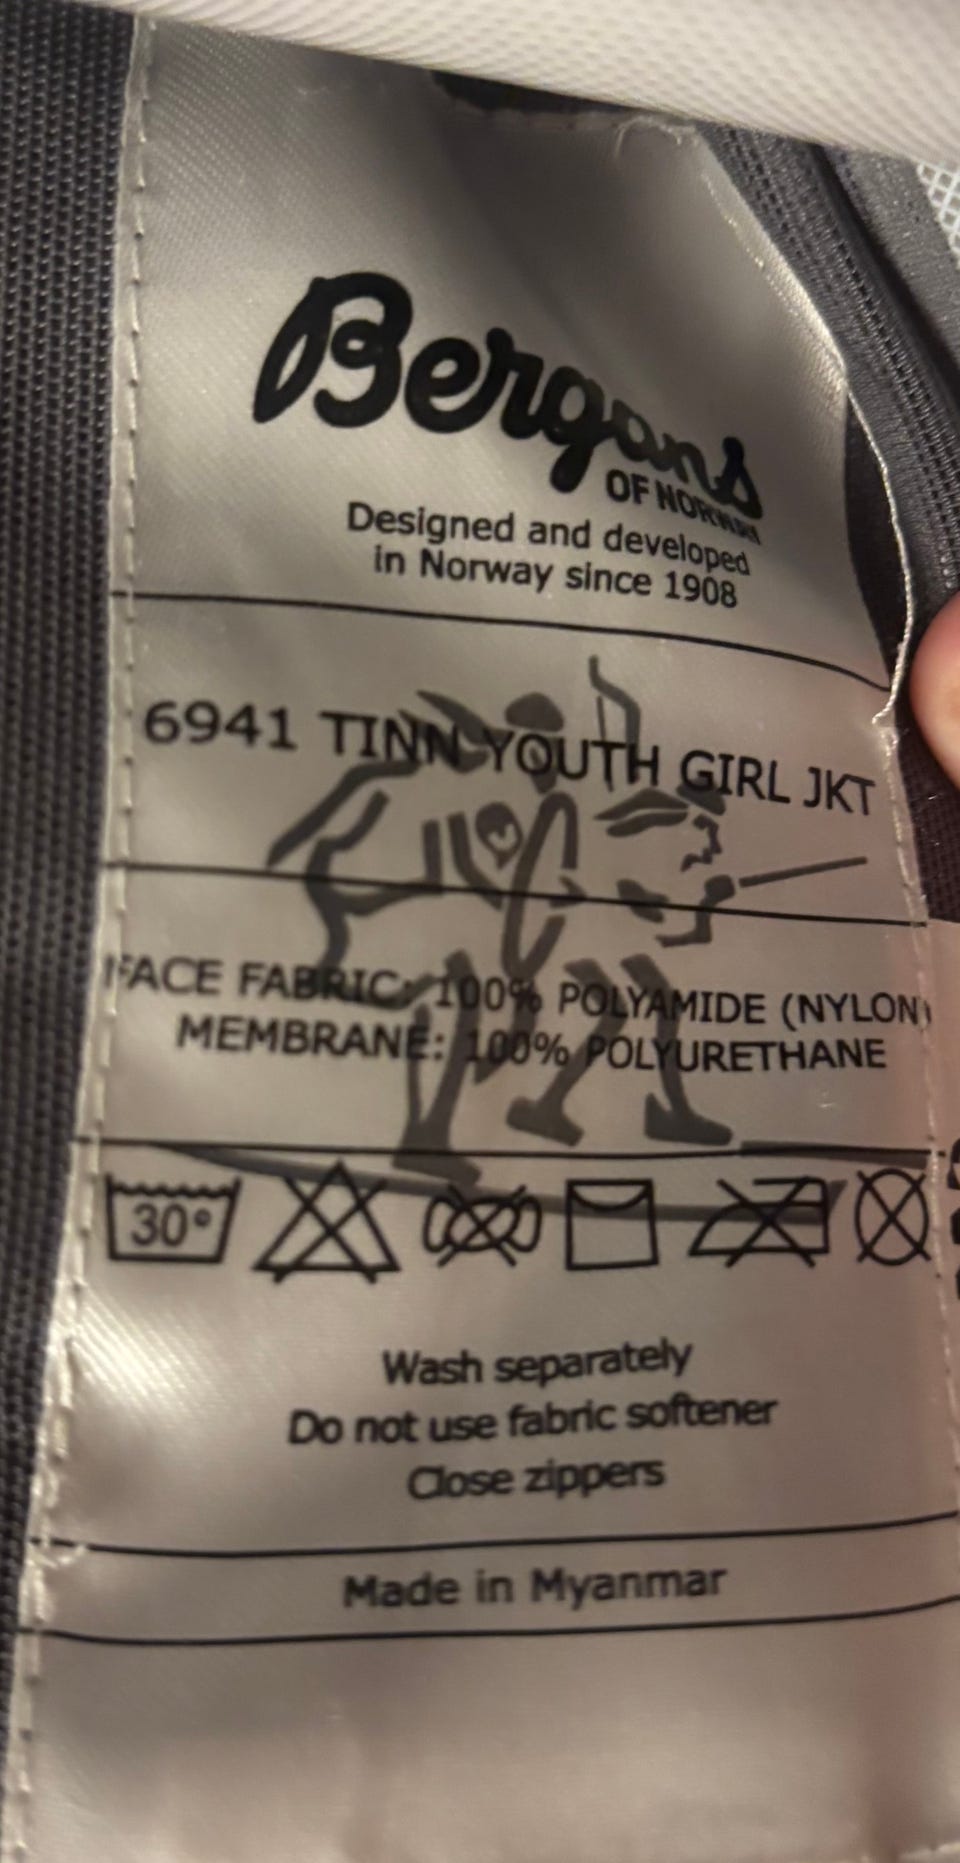 Bergans
OF NORWAY
Designed and developed
in Norway since 1908
6941 TINN YOUTH GIRL JKT
FACE FABRIC: 100% POLYAMIDE (NYLON)
MEMBRANE: 100% POLYURETHANE
30°
Wash separately
Do not use fabric softener
Close zippers
Made in Myanmar